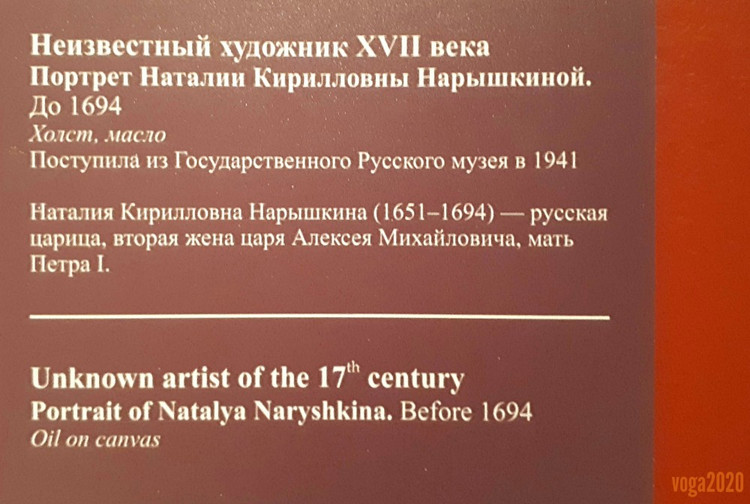 Неизвестный художник XVII века
Портрет Наталии Кирилловны Нарышкиной.
До 1694
Холст, масло
Поступила из Государственного Русского музея в 1941
Наталия Кирилловна Нарышкина (1651–1694) — русская
царица, вторая жена царя Алексея Михайловича, мать
Петра I.
Unknown artist of the 17th century
Portrait of Natalya Naryshkina. Before 1694
Oil on canvas
voga2020